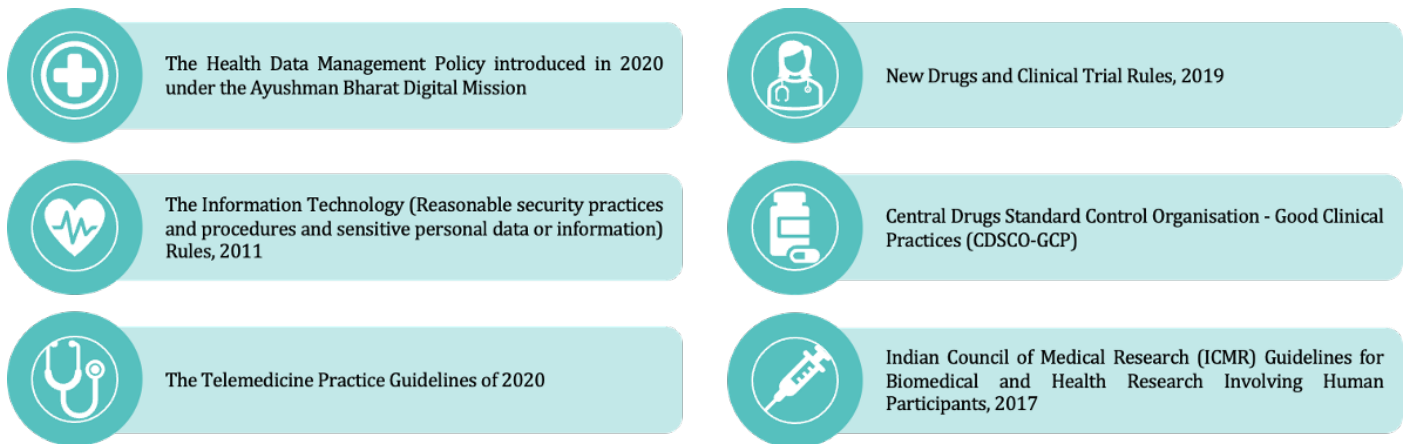 The Health Data Management Policy introduced in 2020
under the Ayushman Bharat Digital Mission
The Information Technology (Reasonable security practices
and procedures and sensitive personal data or information)
Rules, 2011
The Telemedicine Practice Guidelines of 2020
New Drugs and Clinical Trial Rules, 2019
Central Drugs Standard Control Organisation - Good Clinical
Practices (CDSCO-GCP)
Indian Council of Medical Research (ICMR) Guidelines for
Biomedical and Health Research Involving Human
Participants, 2017